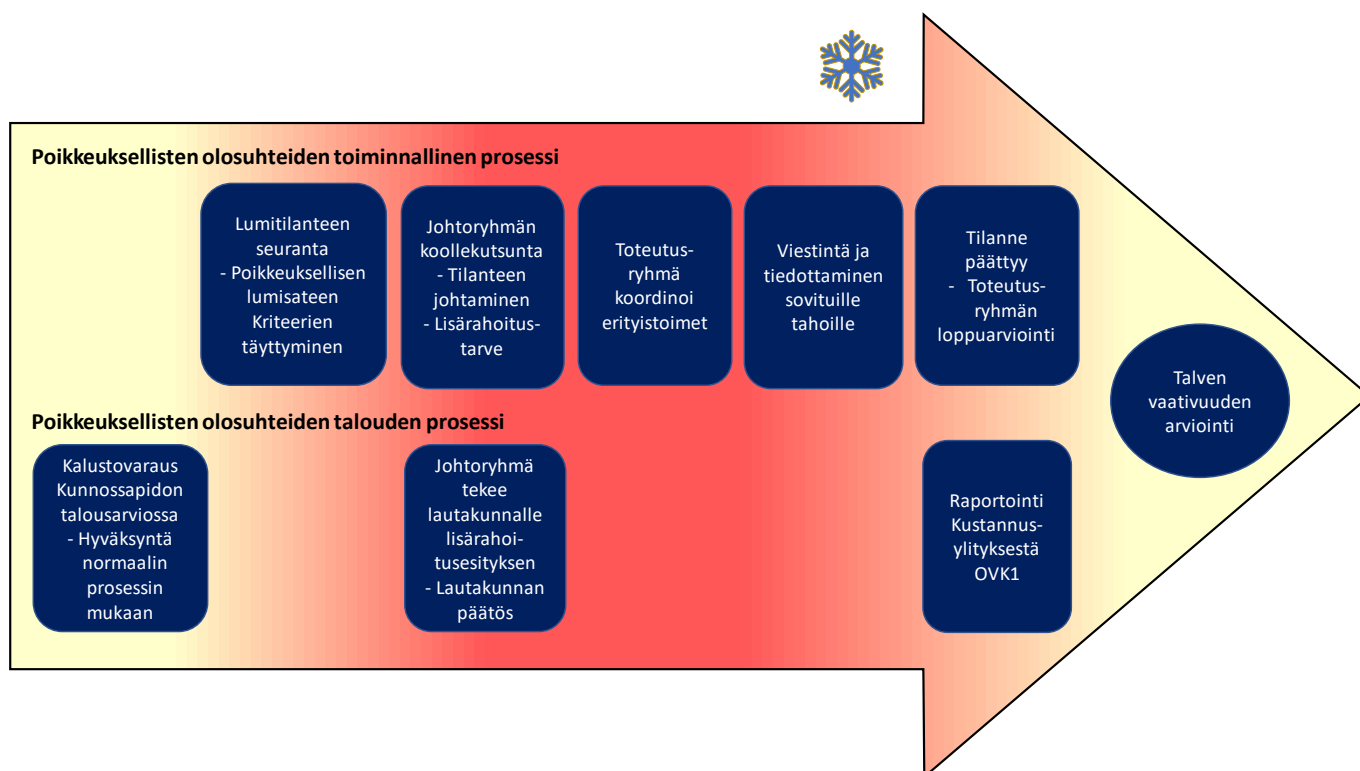 Poikkeuksellisten olosuhteiden toiminnallinen prosessi
Lumitilanteen
seuranta
- Poikkeuksellisen
lumisateen
Kriteerien
täyttyminen
Johtoryhmän
koollekutsunta
- Tilanteen
johtaminen
- Lisärahoitus-
tarve
Toteutus-
ryhmä
koordinoi
erityistoimet
Viestintä ja
tiedottaminen
sovituille
tahoille
Tilanne
päättyy
- Toteutus-
ryhmän
loppuarviointi
Talven
vaativuuden
arviointi
Poikkeuksellisten olosuhteiden talouden prosessi
Kalustovaraus
Kunnossapidon
talousarviossa
- Hyväksyntä
normaalin
prosessin
mukaan
Johtoryhmä
tekee
lautakunnalle
lisärahoi-
tusesityksen
- Lautakunnan
päätös
Raportointi
Kustannus-
ylityksestä
OVK1